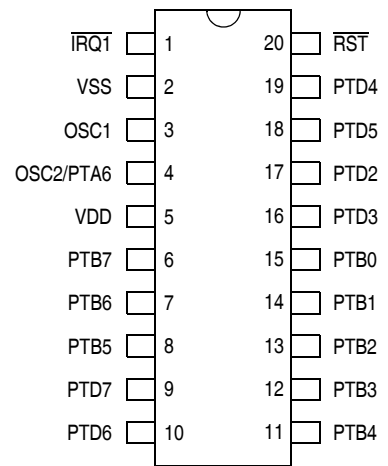 IRQ1 1 20 RST
VSS 2 19 PTD4
OSC1 3 18 PTD5
OSC2/PTA6 4 17 PTD2
VDD 5 16 PTD3
PTB7 6 15 PTB0
PTB6 7 14 PTB1
PTB5 8 13 PTB2
PTD7 9 12 PTB3
PTD6 10 11 PTB4